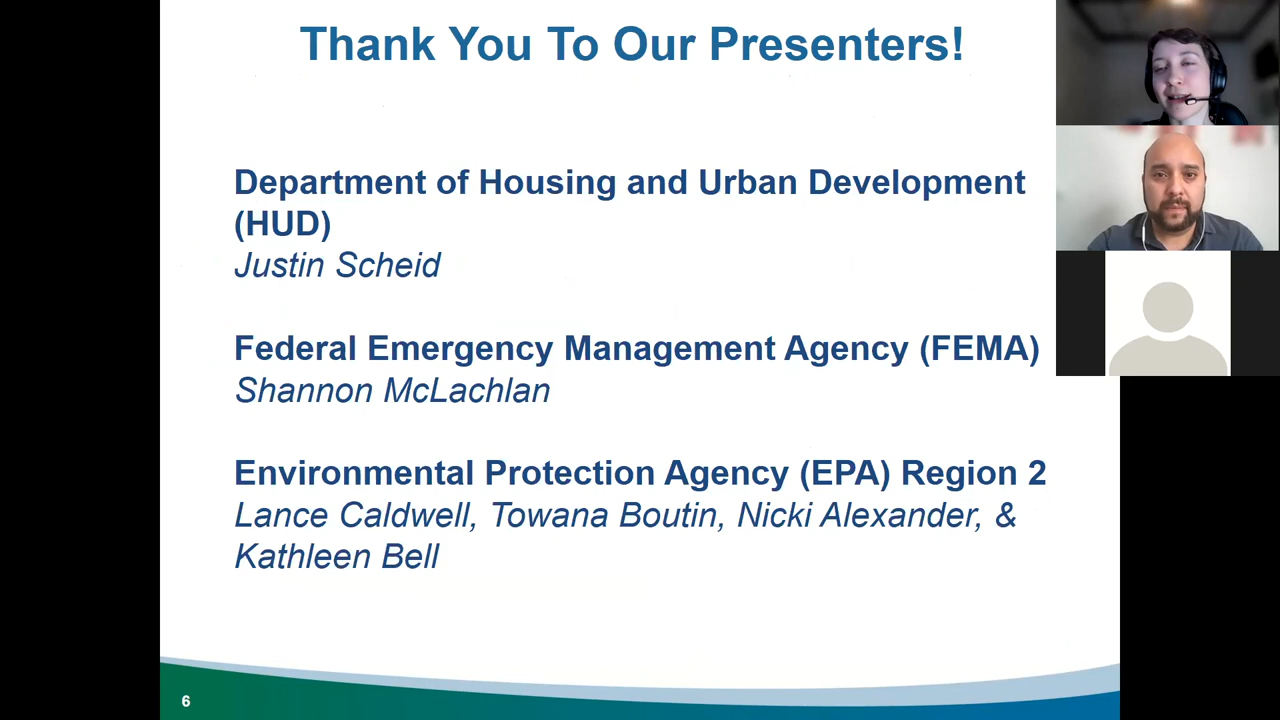 Thank You To Our Presenters!
Department of Housing and Urban Development
(HUD)
Justin Scheid
Federal Emergency Management Agency (FEMA)
Shannon McLachlan
Environmental Protection Agency (EPA) Region 2
Lance Caldwell, Towana Boutin, Nicki Alexander, &
Kathleen Bell
6